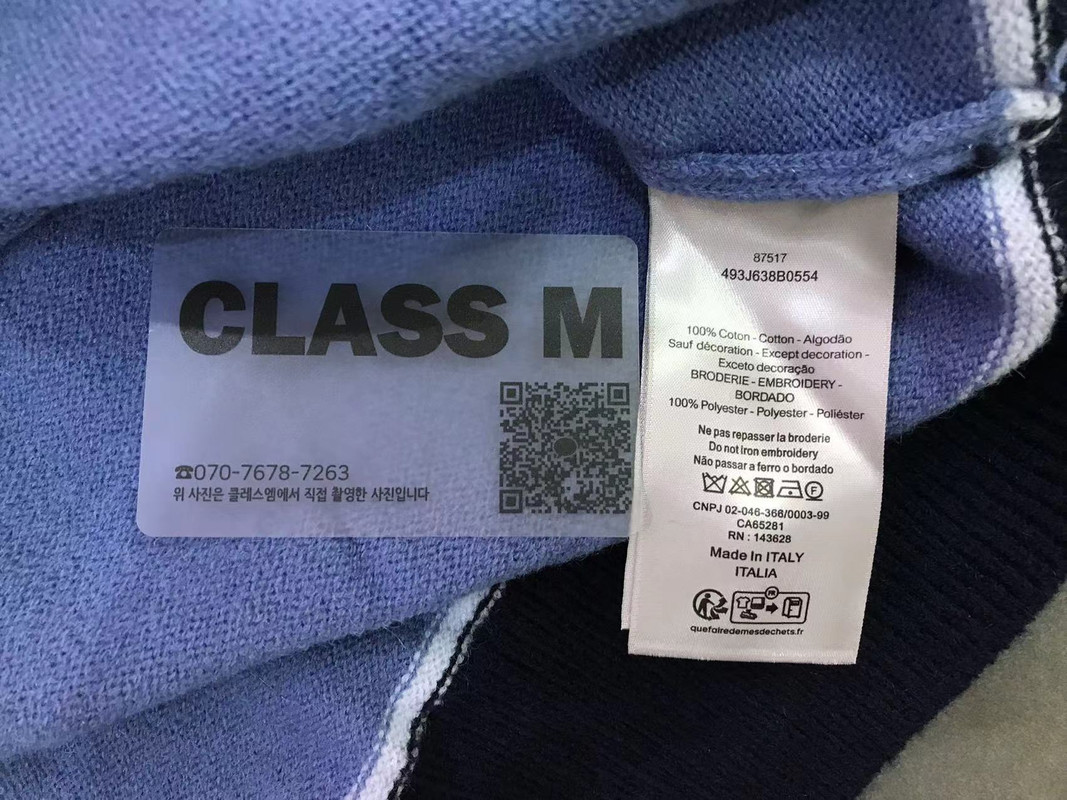 CLASS M
☎070-7678-7263
위 사진은 클레스엠에서 직접 촬영한 사진입니다
87517
493J638B0554
100% Coton - Cotton - Algodão
Sauf décoration - Except decoration -
Exceto decoração
BRODERIE - EMBROIDERY -
BORDADO
100% Polyester - Polyester - Poliéster
Ne pas repasser la broderie
Do not Iron embroidery
Não passar a ferro o bordado
CNPJ 02-046-366/0003-99
CA65281
RN : 143628
Made In ITALY
ITALIA
FR
quefairedemesdechets.fr